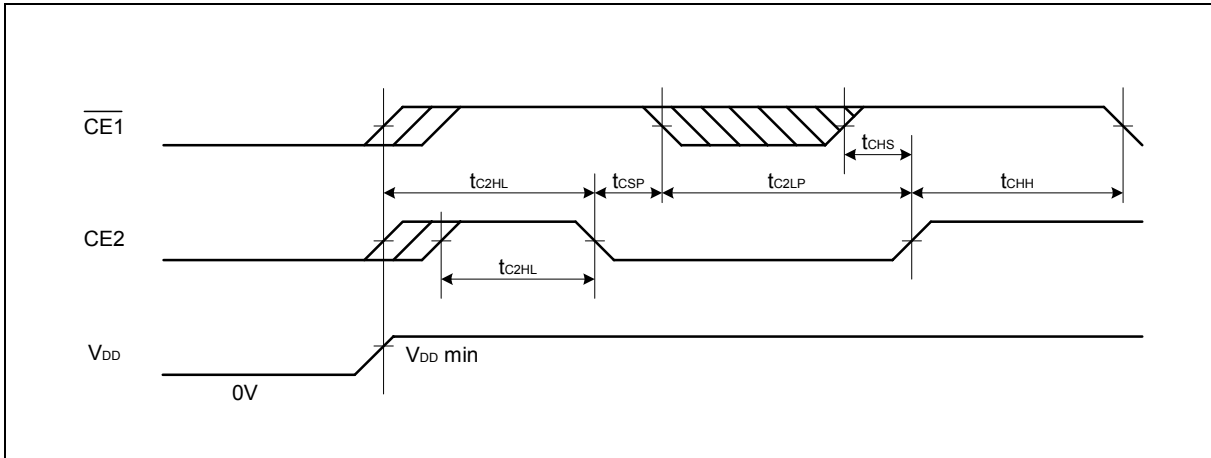 CE1
tCHS
tC2HL tCSP tC2LP tCHH
CE2
tC2HL
VDD VDD min
0V